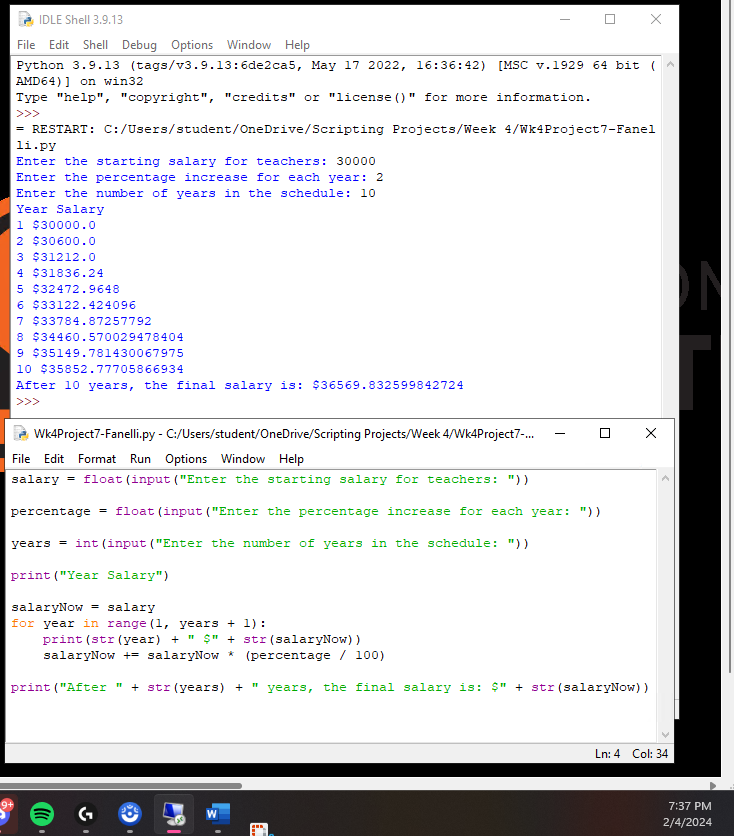 IDLE Shell 3.9.13
File Edit Shell Debug Options Window Help
Python 3.9.13 (tags/v3.9.13:6de2ca5, May 17 2022, 16:36:42) [MSC v.1929 64 bit (
AMD64)] on win32
Type "help", "copyright", "credits" or "license()" for more information.
>>>
= RESTART: C:/Users/student/OneDrive/Scripting Projects/Week 4/Wk4Project7-Fanel
li.py
Enter the starting salary for teachers: 30000
Enter the percentage increase for each year: 2
Enter the number of years in the schedule: 10
Year Salary
1 $30000.0
2 $30600.0
3 $31212.0
4 $31836.24
5 $32472.9648
6 $33122.424096
7 $33784.87257792
8 $34460.570029478404
9 $35149.781430067975
10 $35852.77705866934
After 10 years, the final salary is: $36569.832599842724
>>>
Wk4Project7-Fanelli.py - C:/Users/student/OneDrive/Scripting Projects/Week 4/Wk4Project7-...
File Edit Format Run Options Window Help
salary = float(input("Enter the starting salary for teachers: "))
percentage = float(input("Enter the percentage increase for each year: "))
years = int(input("Enter the number of years in the schedule: "))
print("Year Salary")
salaryNow = salary
for year in range(1, years + 1):
    print(str(year) + " $" + str(salaryNow))
    salaryNow += salaryNow * (percentage / 100)
print("After " + str(years) + " years, the final salary is: $" + str(salaryNow))
Ln: 4 Col: 34
9+
7:37 PM
2/4/2024